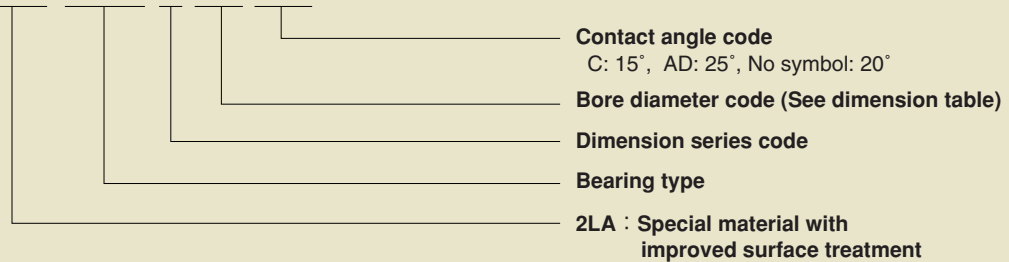 Contact angle code
C: 15˚, AD: 25˚, No symbol: 20˚
Bore diameter code (See dimension table)
Dimension series code
Bearing type
2LA：Special material with
improved surface treatment